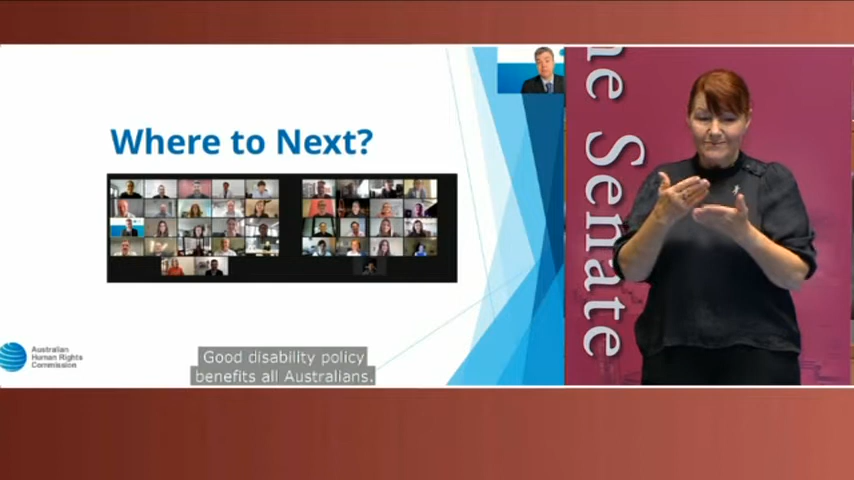 Where to Next?
Australian
Human Rights
Commission
Good disability policy
benefits all Australians.
he Senate